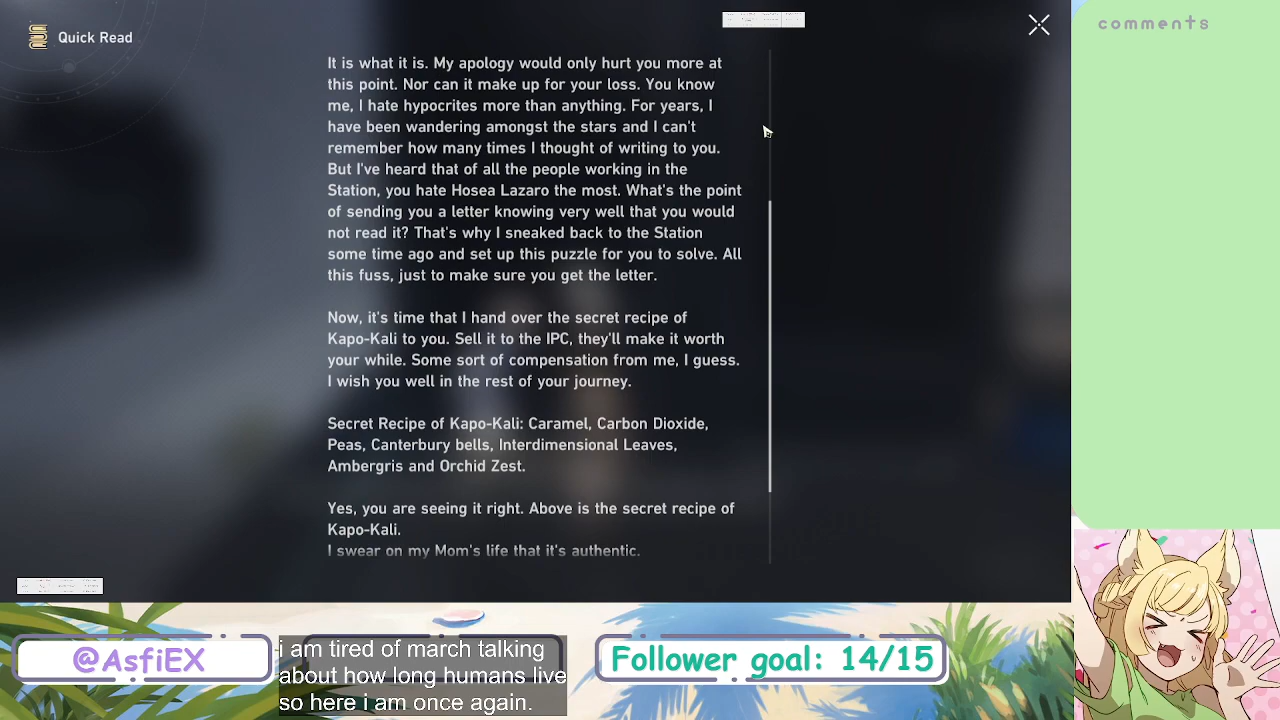 Quick Read
comments
It is what it is. My apology would only hurt you more at
this point. Nor can it make up for your loss. You know
me, I hate hypocrites more than anything. For years, I
have been wandering amongst the stars and I can't
remember how many times I thought of writing to you.
But I've heard that of all the people working in the
Station, you hate Hosea Lazaro the most. What's the point
of sending you a letter knowing very well that you would
not read it? That's why I sneaked back to the Station
some time ago and set up this puzzle for you to solve. All
this fuss, just to make sure you get the letter.
Now, it's time that I hand over the secret recipe of
Kapo-Kali to you. Sell it to the IPC, they'll make it worth
your while. Some sort of compensation from me, I guess.
I wish you well in the rest of your journey.
Secret Recipe of Kapo-Kali: Caramel, Carbon Dioxide,
Peas, Canterbury bells, Interdimensional Leaves,
Ambergris and Orchid Zest.
Yes, you are seeing it right. Above is the secret recipe of
Kapo-Kali.
I swear on my Mom's life that it's authentic.
@AsfiEX
i am tired of march talking
about how long humans live
so here i am once again.
Follower goal: 14/15